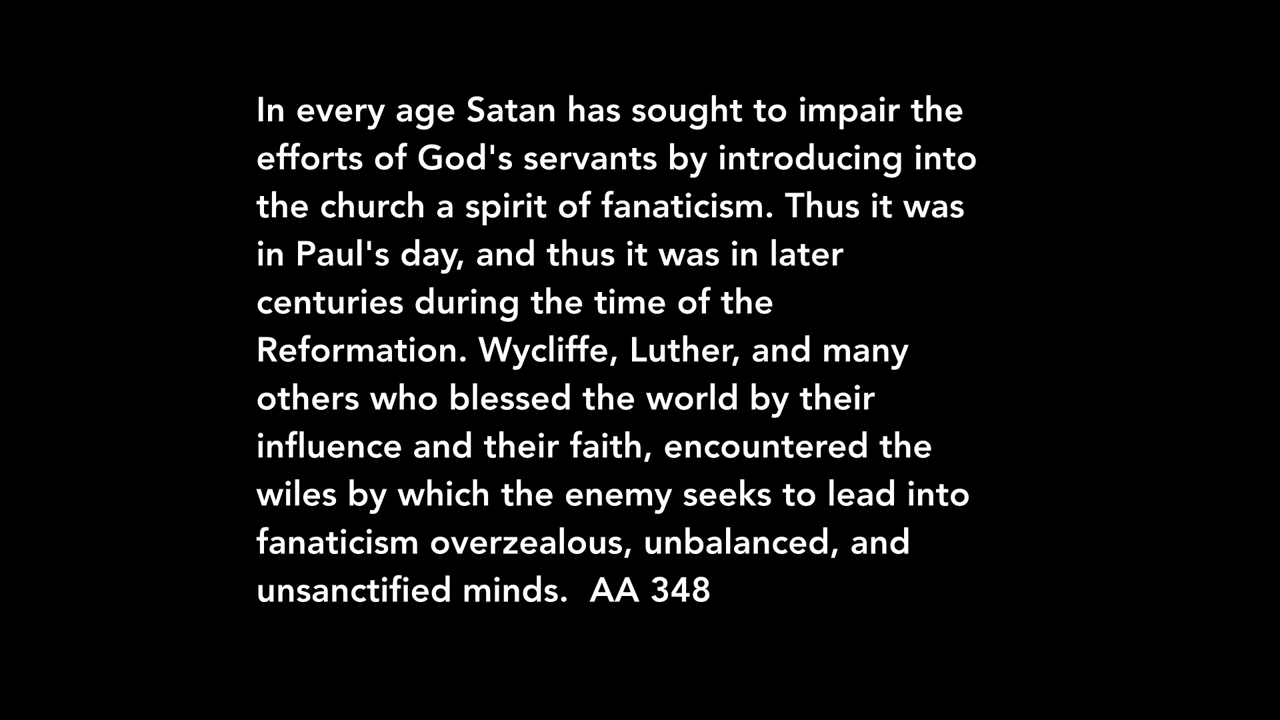 In every age Satan has sought to impair the
efforts of God's servants by introducing into
the church a spirit of fanaticism. Thus it was
in Paul's day, and thus it was in later
centuries during the time of the
Reformation. Wycliffe, Luther, and many
others who blessed the world by their
influence and their faith, encountered the
wiles by which the enemy seeks to lead into
fanaticism overzealous, unbalanced, and
unsanctified minds.  AA 348